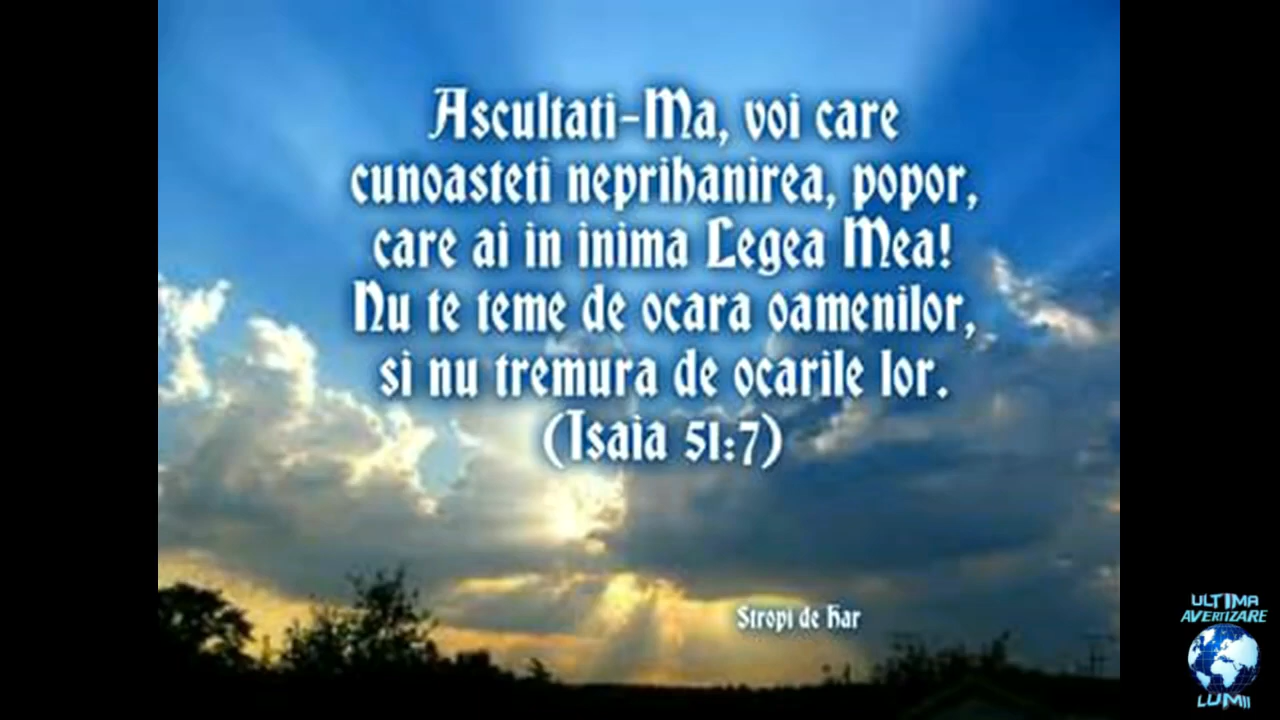 Ascultati-Ma, voi care
cunoasteti neprihanirea, popor,
care ai in inima Legea Mea!
Nu te teme de ocara oamenilor,
si nu tremura de ocarile lor.
(Isaia 51:7)
Stropi de Har
ULTIMA
AVERTIZARE
LUMII